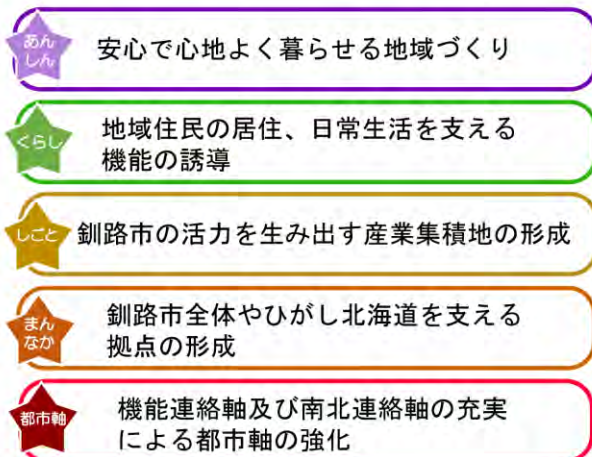 あん
しん
安心で心地よく暮らせる地域づくり
くらし
地域住民の居住、日常生活を支える
機能の誘導
しごと
釧路市の活力を生み出す産業集積地の形成
まん
なか
釧路市全体やひがし北海道を支える
拠点の形成
都市軸
機能連絡軸及び南北連絡軸の充実
による都市軸の強化